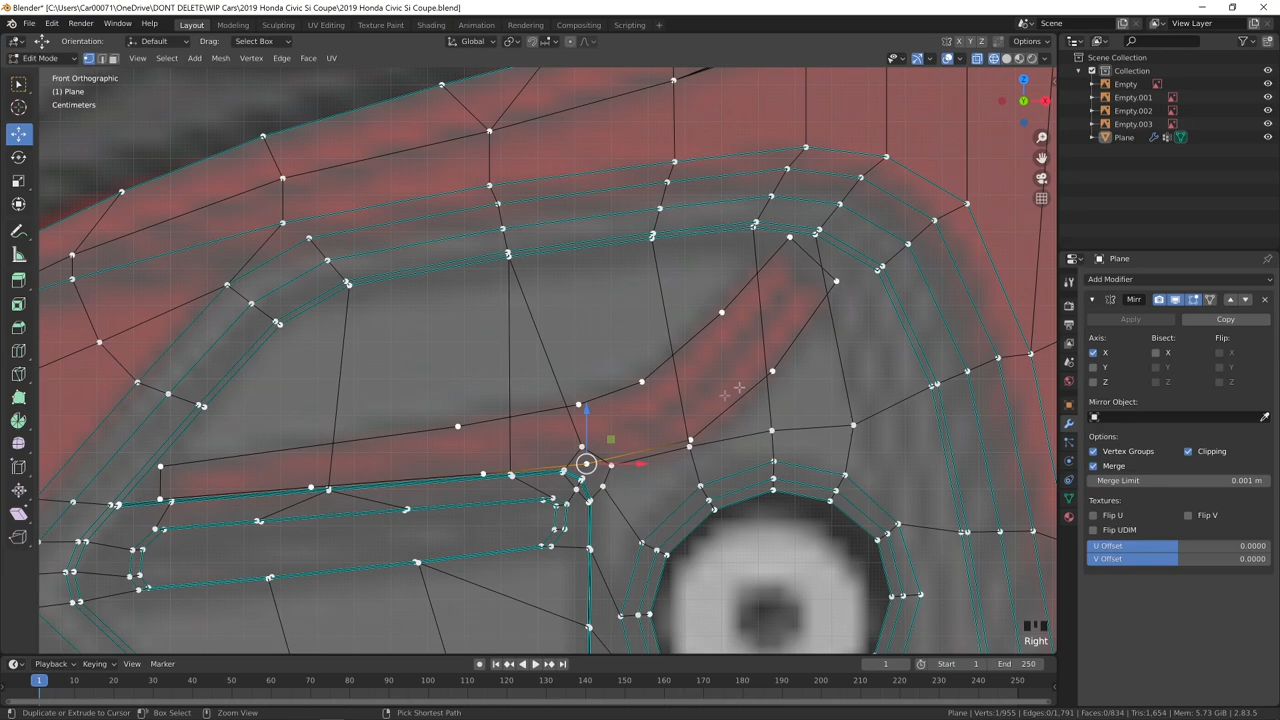 Blender* [C:\Users\Car00071\OneDrive\DONT DELETE\WIP Cars\2019 Honda Civic Si Coupe\2019 Honda Civic Si Coupe.blend]
File Edit Render Window Help Layout Modeling Sculpting UV Editing Texture Paint Shading Animation Rendering Compositing Scripting + Scene View Layer
Orientation: Default Drag: Select Box Global X Y Z Options
Edit Mode View Select Add Mesh Vertex Edge Face UV
Front Orthographic
(1) Plane
Centimeters
Z
Y
X
Right
Scene Collection
Collection
Empty
Empty.001
Empty.002
Empty.003
Plane
Plane
Add Modifier
Mirr
Apply Copy
Axis: Bisect: Flip:
X X X
Y Y Y
Z Z Z
Mirror Object:
Options:
Vertex Groups Clipping
Merge
Merge Limit 0.001 m
Textures:
Flip U Flip V
Flip UDIM
U Offset 0.0000
V Offset 0.0000
Playback Keying View Marker 1 Start 1 End 250
1 10 20 30 40 50 60 70 80 90 100 110 120 130 140 150 160 170 180 190 200 210 220 230 240 250
Duplicate or Extrude to Cursor Box Select Zoom View Pick Shortest Path Plane | Verts:1/955 | Edges:0/1,791 | Faces:0/834 | Tris:1,654 | Mem: 5.73 GiB | 2.83.5